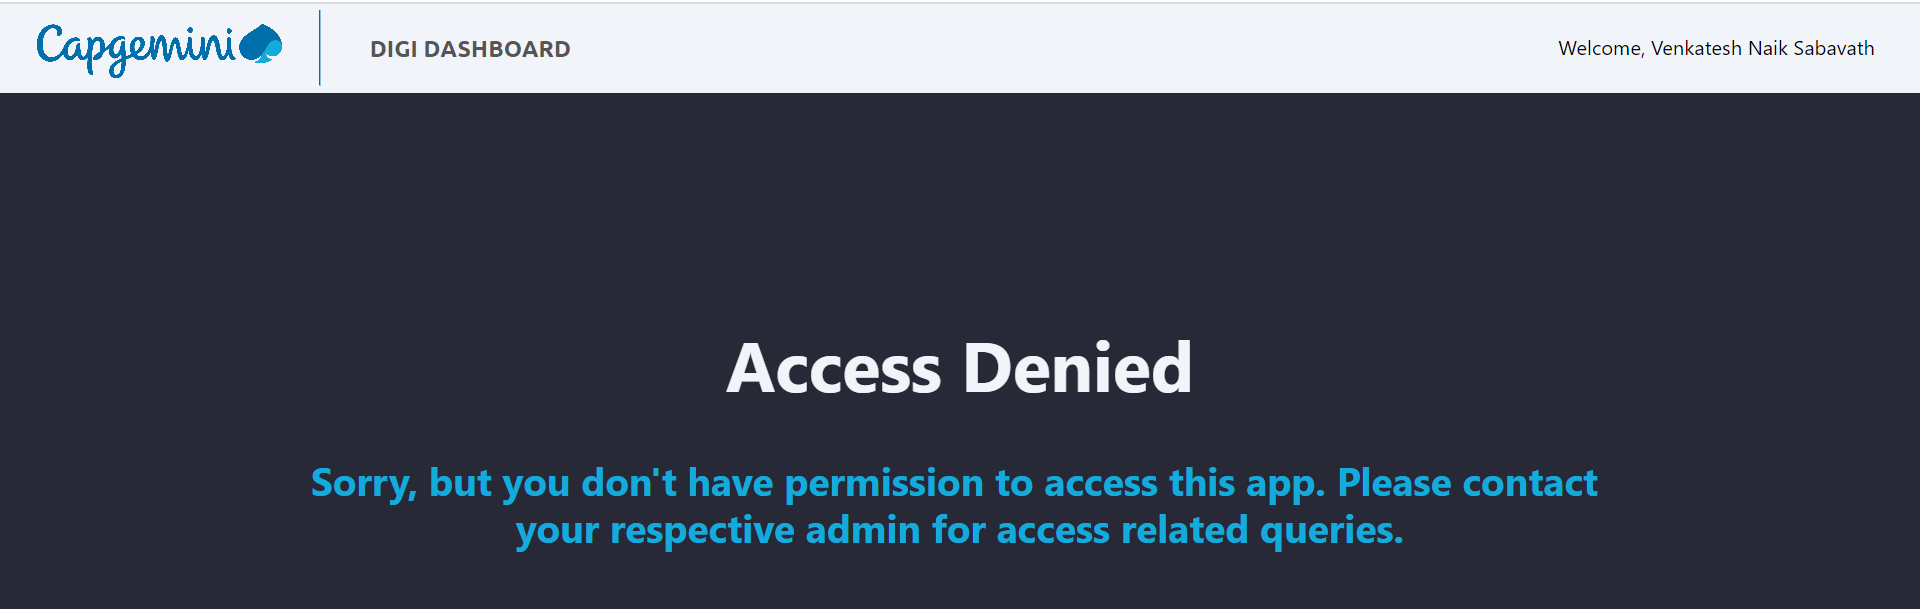 Capgemini
DIGI DASHBOARD
Welcome, Venkatesh Naik Sabavath
Access Denied
Sorry, but you don't have permission to access this app. Please contact
your respective admin for access related queries.